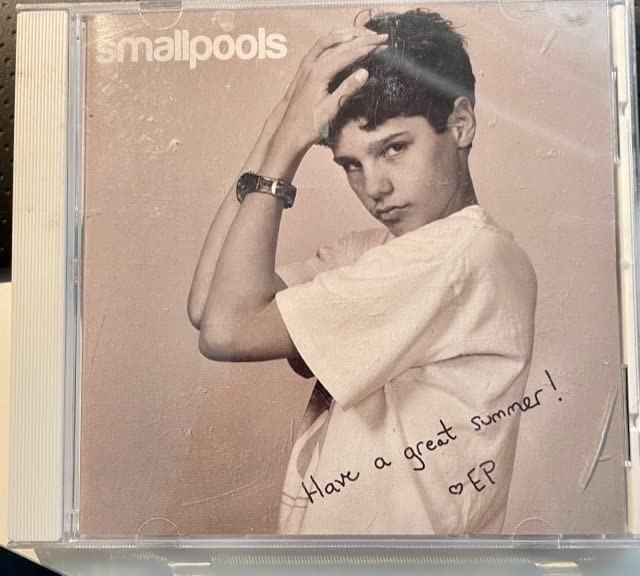 smallpools
Have a great summer!
♡ EP